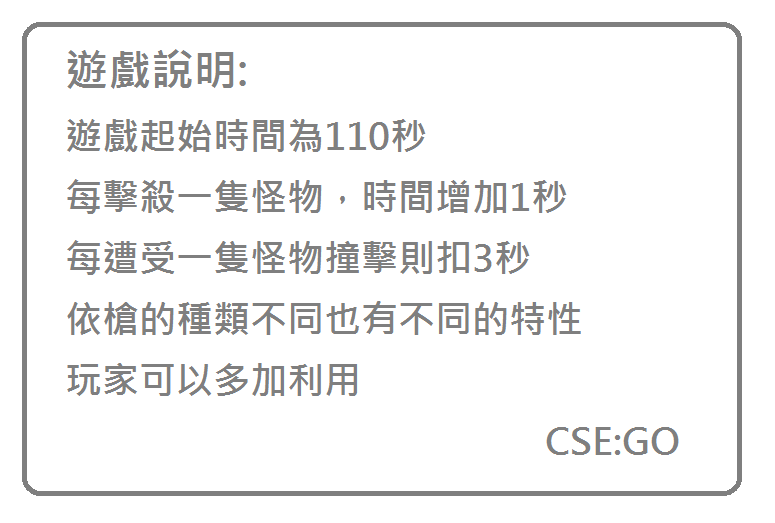 遊戲說明:
遊戲起始時間為110秒
每擊殺一隻怪物，時間增加1秒
每遭受一隻怪物撞擊則扣3秒
依槍的種類不同也有不同的特性
玩家可以多加利用
CSE:GO